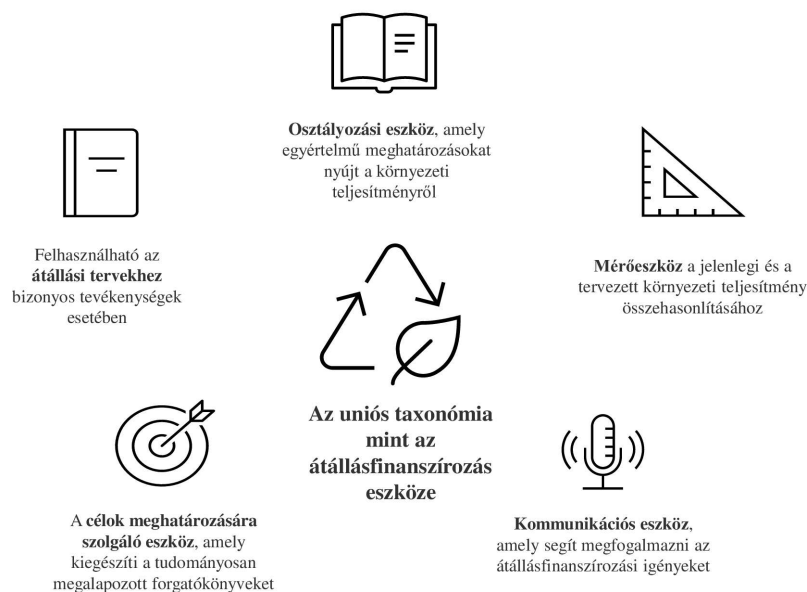 Osztályozási eszköz, amely
egyértelmű meghatározásokat
nyújt a környezeti
teljesítményről
Felhasználható az
átállási tervekhez
bizonyos tevékenységek
esetében
Mérőeszköz a jelenlegi és a
tervezett környezeti teljesítmény
összehasonlításához
Az uniós taxonómia
mint az
átállásfinanszírozás
eszköze
A célok meghatározására
szolgáló eszköz, amely
kiegészíti a tudományosan
megalapozott forgatókönyveket
Kommunikációs eszköz,
amely segít megfogalmazni az
átállásfinanszírozási igényeket